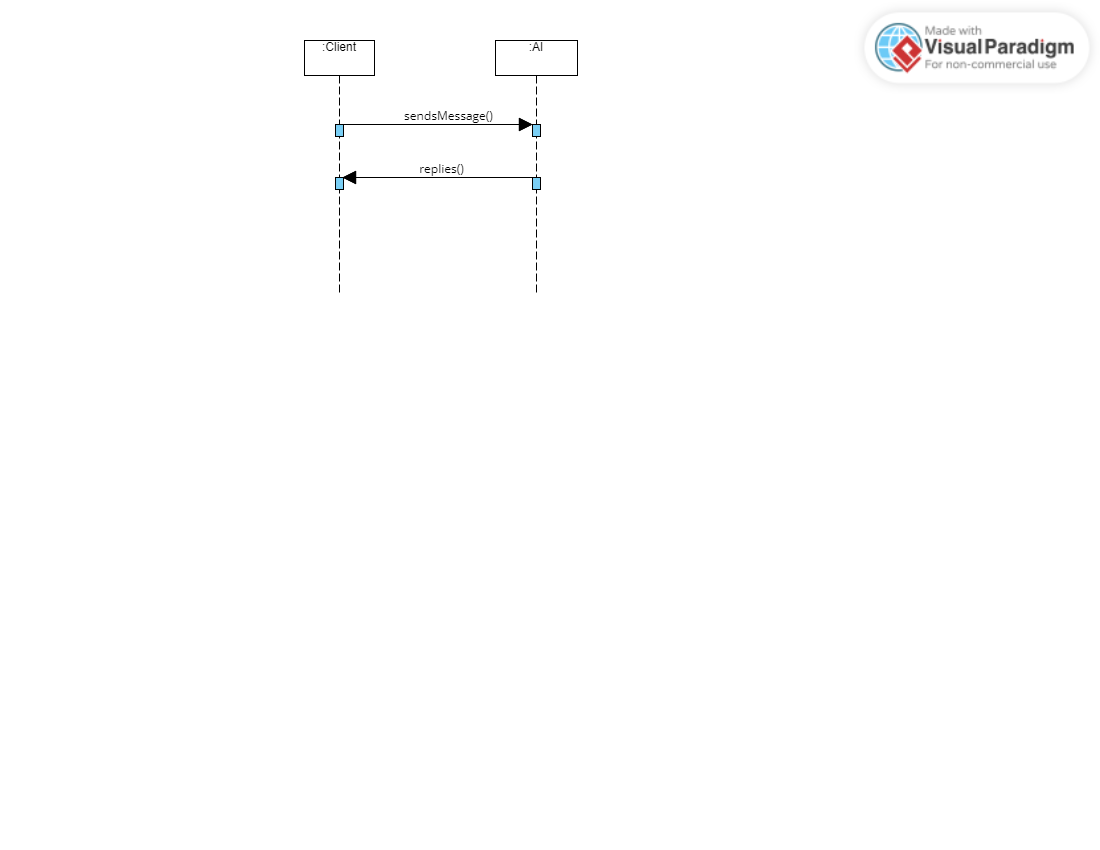 :Client
:AI
sendsMessage()
replies()
Made with
Visual Paradigm
For non-commercial use